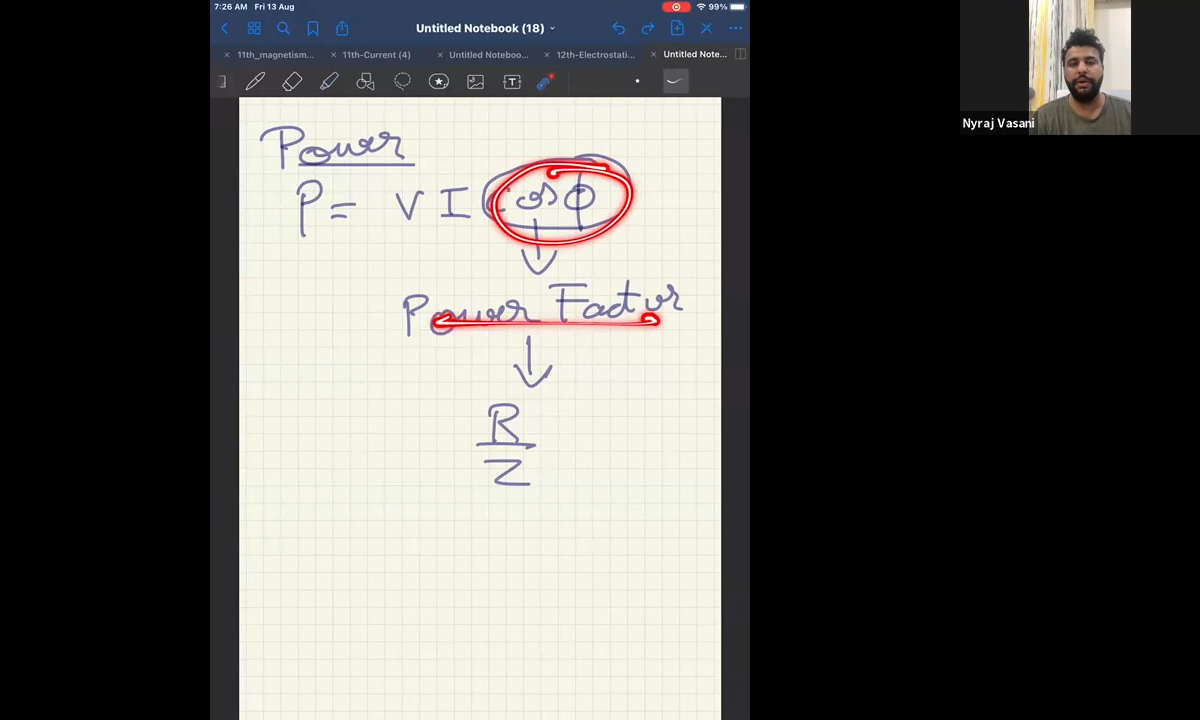 7:26 AM Fri 13 Aug
99%
Untitled Notebook (18)
11th_magnetism...
11th-Current (4)
Untitled Noteboo...
12th-Electrostati...
Untitled Note...
T
Power
P = V I cos ϕ
Power Factor
R
Z
Nyraj Vasani